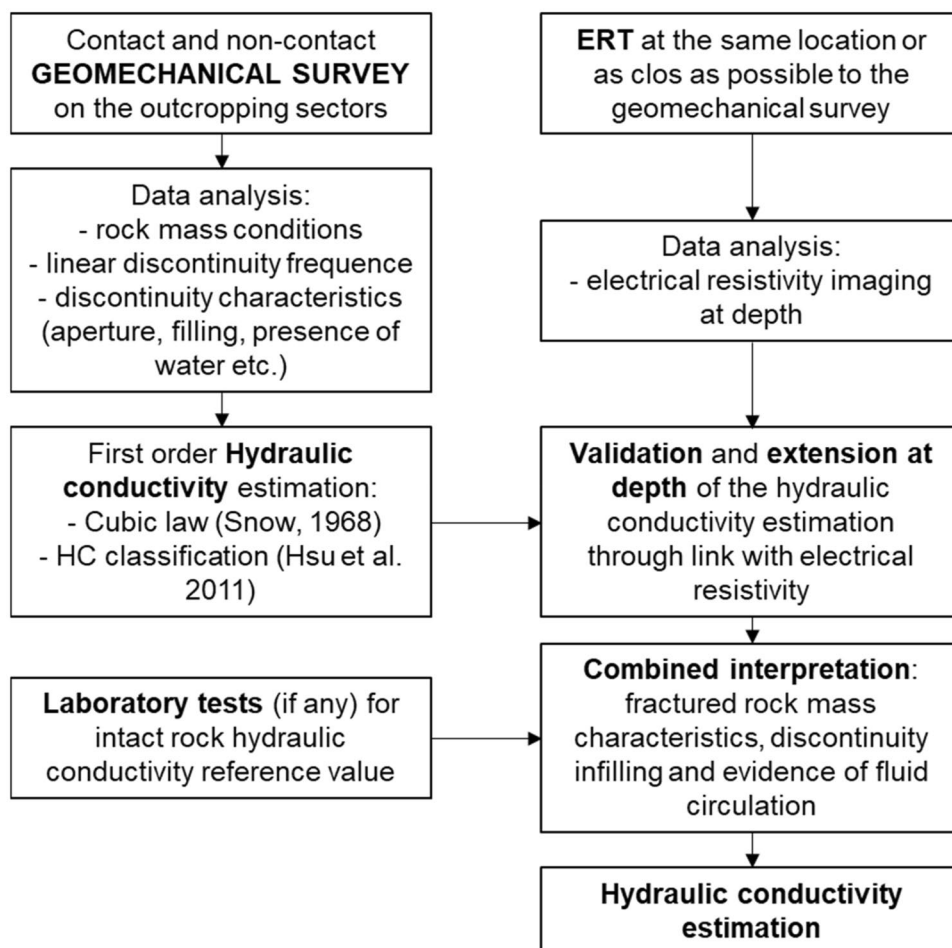 Contact and non-contact
GEOMECHANICAL SURVEY
on the outcropping sectors
Data analysis:
- rock mass conditions
- linear discontinuity frequence
- discontinuity characteristics
(aperture, filling, presence of
water etc.)
First order Hydraulic
conductivity estimation:
- Cubic law (Snow, 1968)
- HC classification (Hsu et al.
2011)
Laboratory tests (if any) for
intact rock hydraulic
conductivity reference value
ERT at the same location or
as clos as possible to the
geomechanical survey
Data analysis:
- electrical resistivity imaging
at depth
Validation and extension at
depth of the hydraulic
conductivity estimation
through link with electrical
resistivity
Combined interpretation:
fractured rock mass
characteristics, discontinuity
infilling and evidence of fluid
circulation
Hydraulic conductivity
estimation